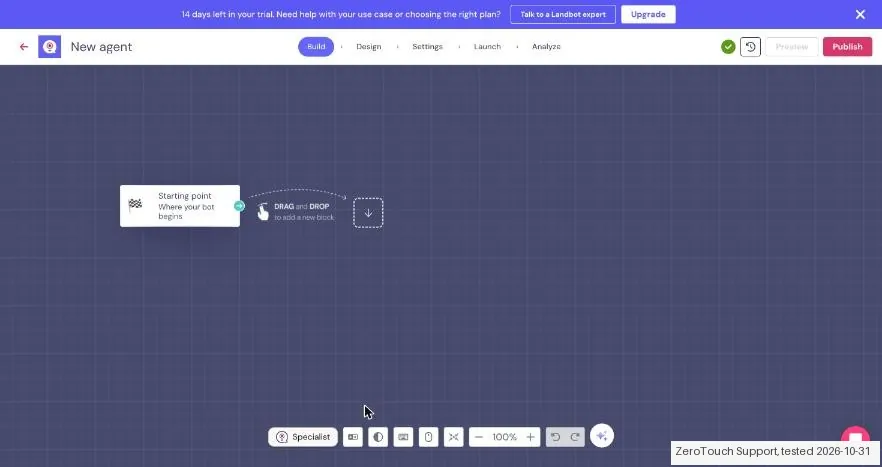 14 days left in your trial. Need help with your use case or choosing the right plan?
Talk to a Landbot expert
Upgrade
New agent
Build
Design
Settings
Launch
Analyze
Preview
Publish
Starting point
Where your bot
begins
DRAG and DROP
to add a new block
Specialist
100%
ZeroTouch Support, tested 2026-10-31